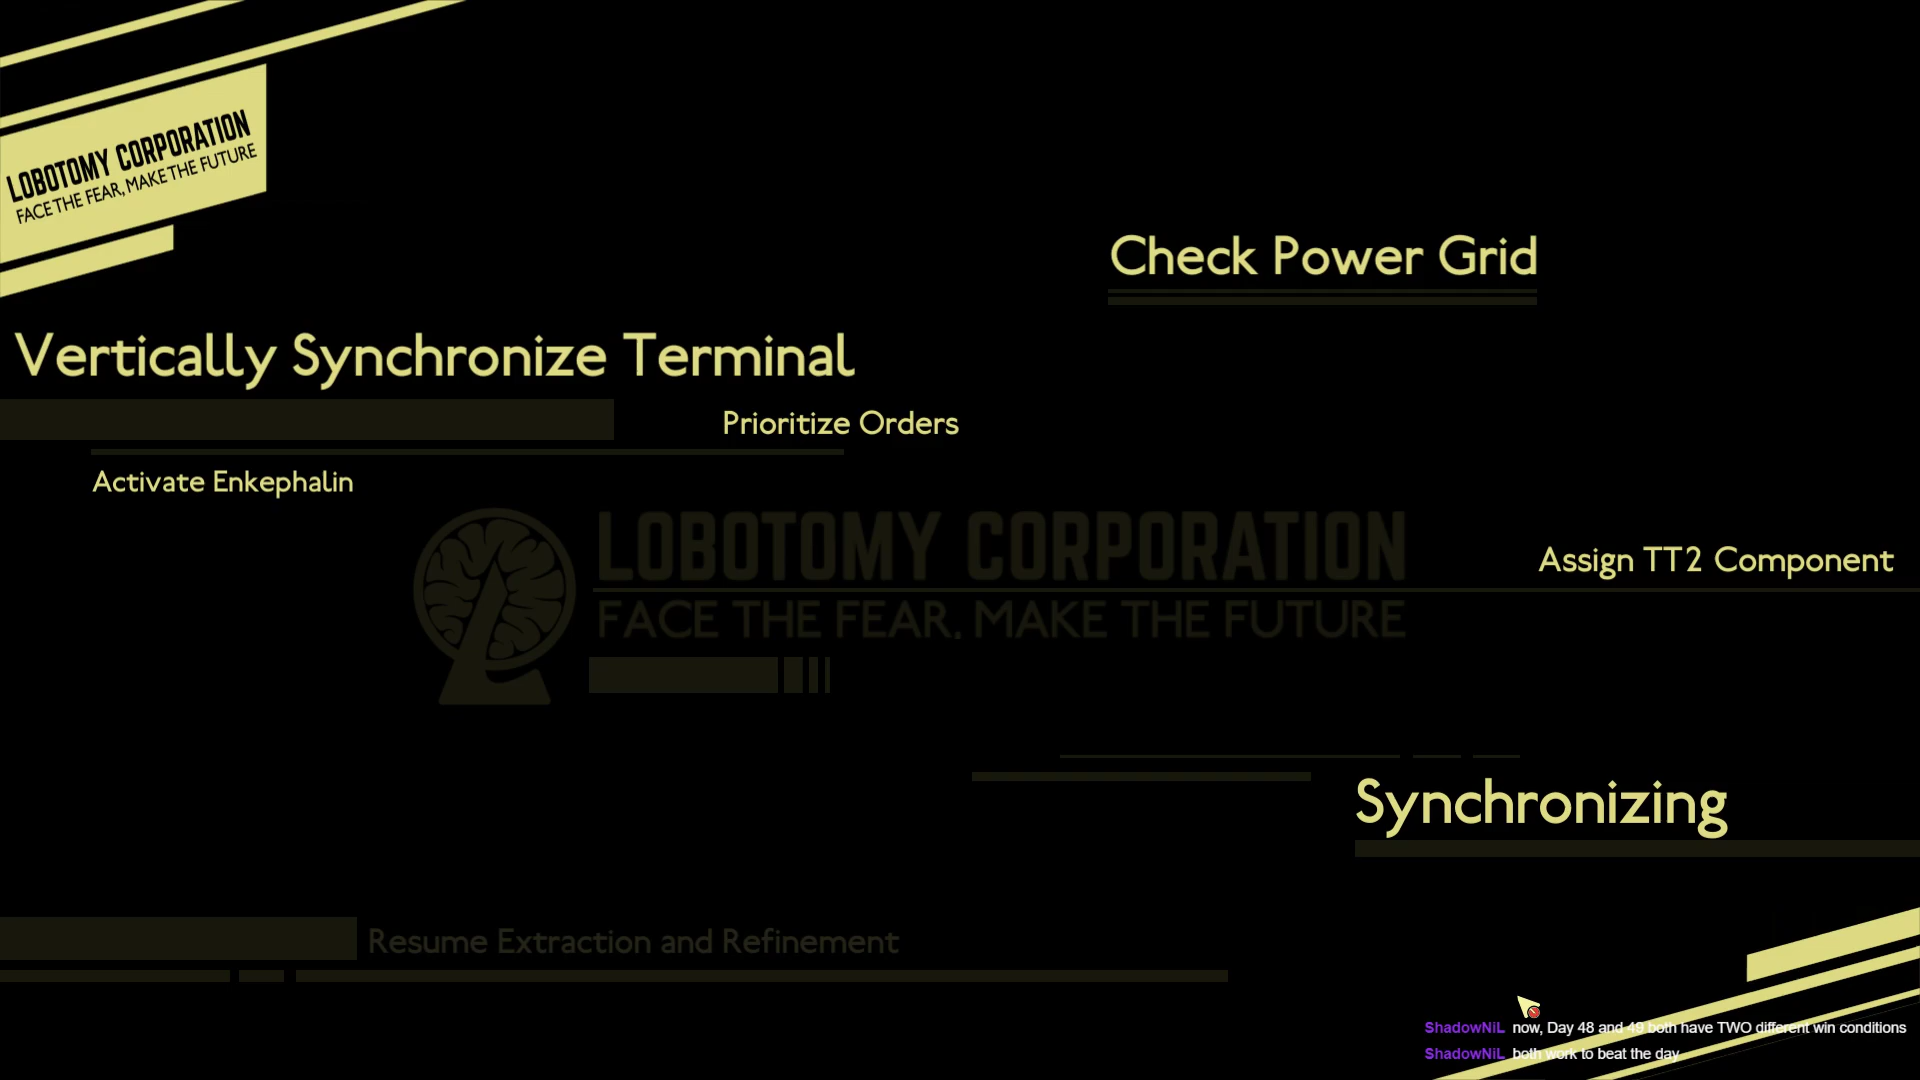 LOBOTOMY CORPORATION
FACE THE FEAR, MAKE THE FUTURE
Check Power Grid
Vertically Synchronize Terminal
Prioritize Orders
Activate Enkephalin
LOBOTOMY CORPORATION
Assign TT2 Component
FACE THE FEAR. MAKE THE FUTURE
Synchronizing
Resume Extraction and Refinement
ShadowNiL now, Day 48 and 49 both have TWO different win conditions
ShadowNiL both work to beat the day